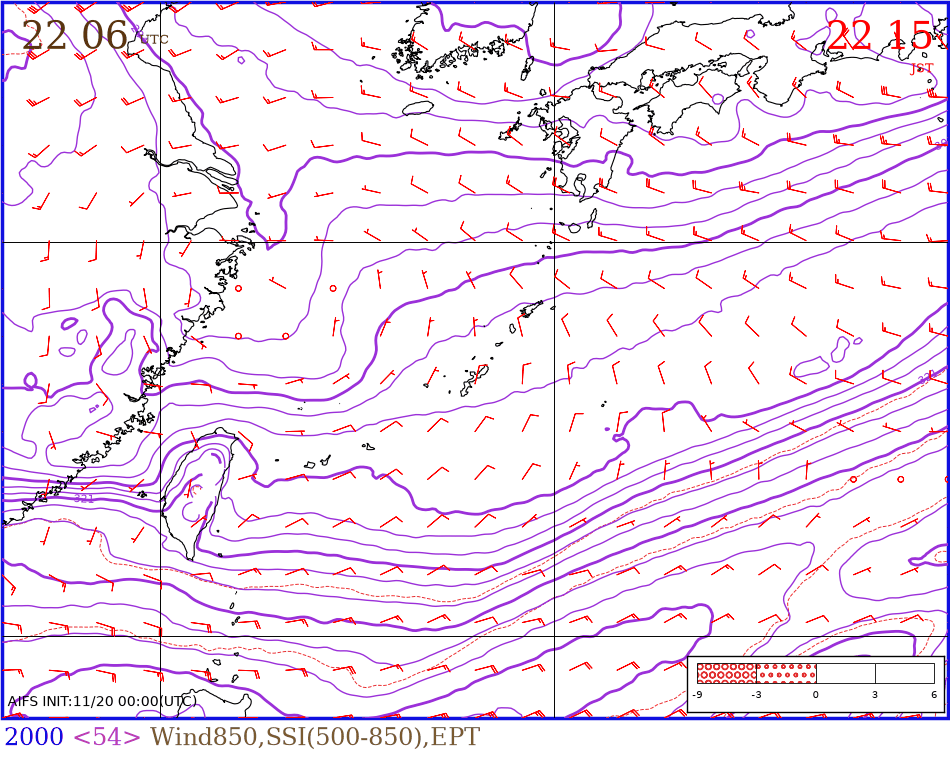 22 06 UTC
22 15 JST
321
AIFS INIT:11/20 00:00(UTC)
-9 -3 0 3 6
2000 <54> Wind850,SSI(500-850),EPT